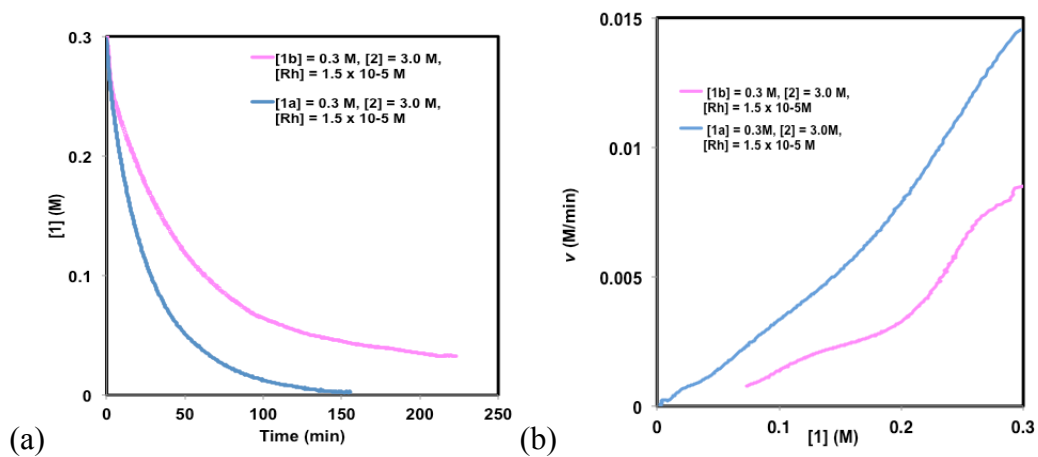 0.3
0.2
0.1
0
[1] (M)
[1b] = 0.3 M, [2] = 3.0 M,
[Rh] = 1.5 x 10-5 M
[1a] = 0.3 M, [2] = 3.0 M,
[Rh] = 1.5 x 10-5 M
0 50 100 150 200 250
Time (min)
(a)
0.015
0.01
0.005
0
v (M/min)
[1b] = 0.3 M, [2] = 3.0 M,
[Rh] = 1.5 x 10-5M
[1a] = 0.3M, [2] = 3.0M,
[Rh] = 1.5 x 10-5 M
0 0.1 0.2 0.3
[1] (M)
(b)